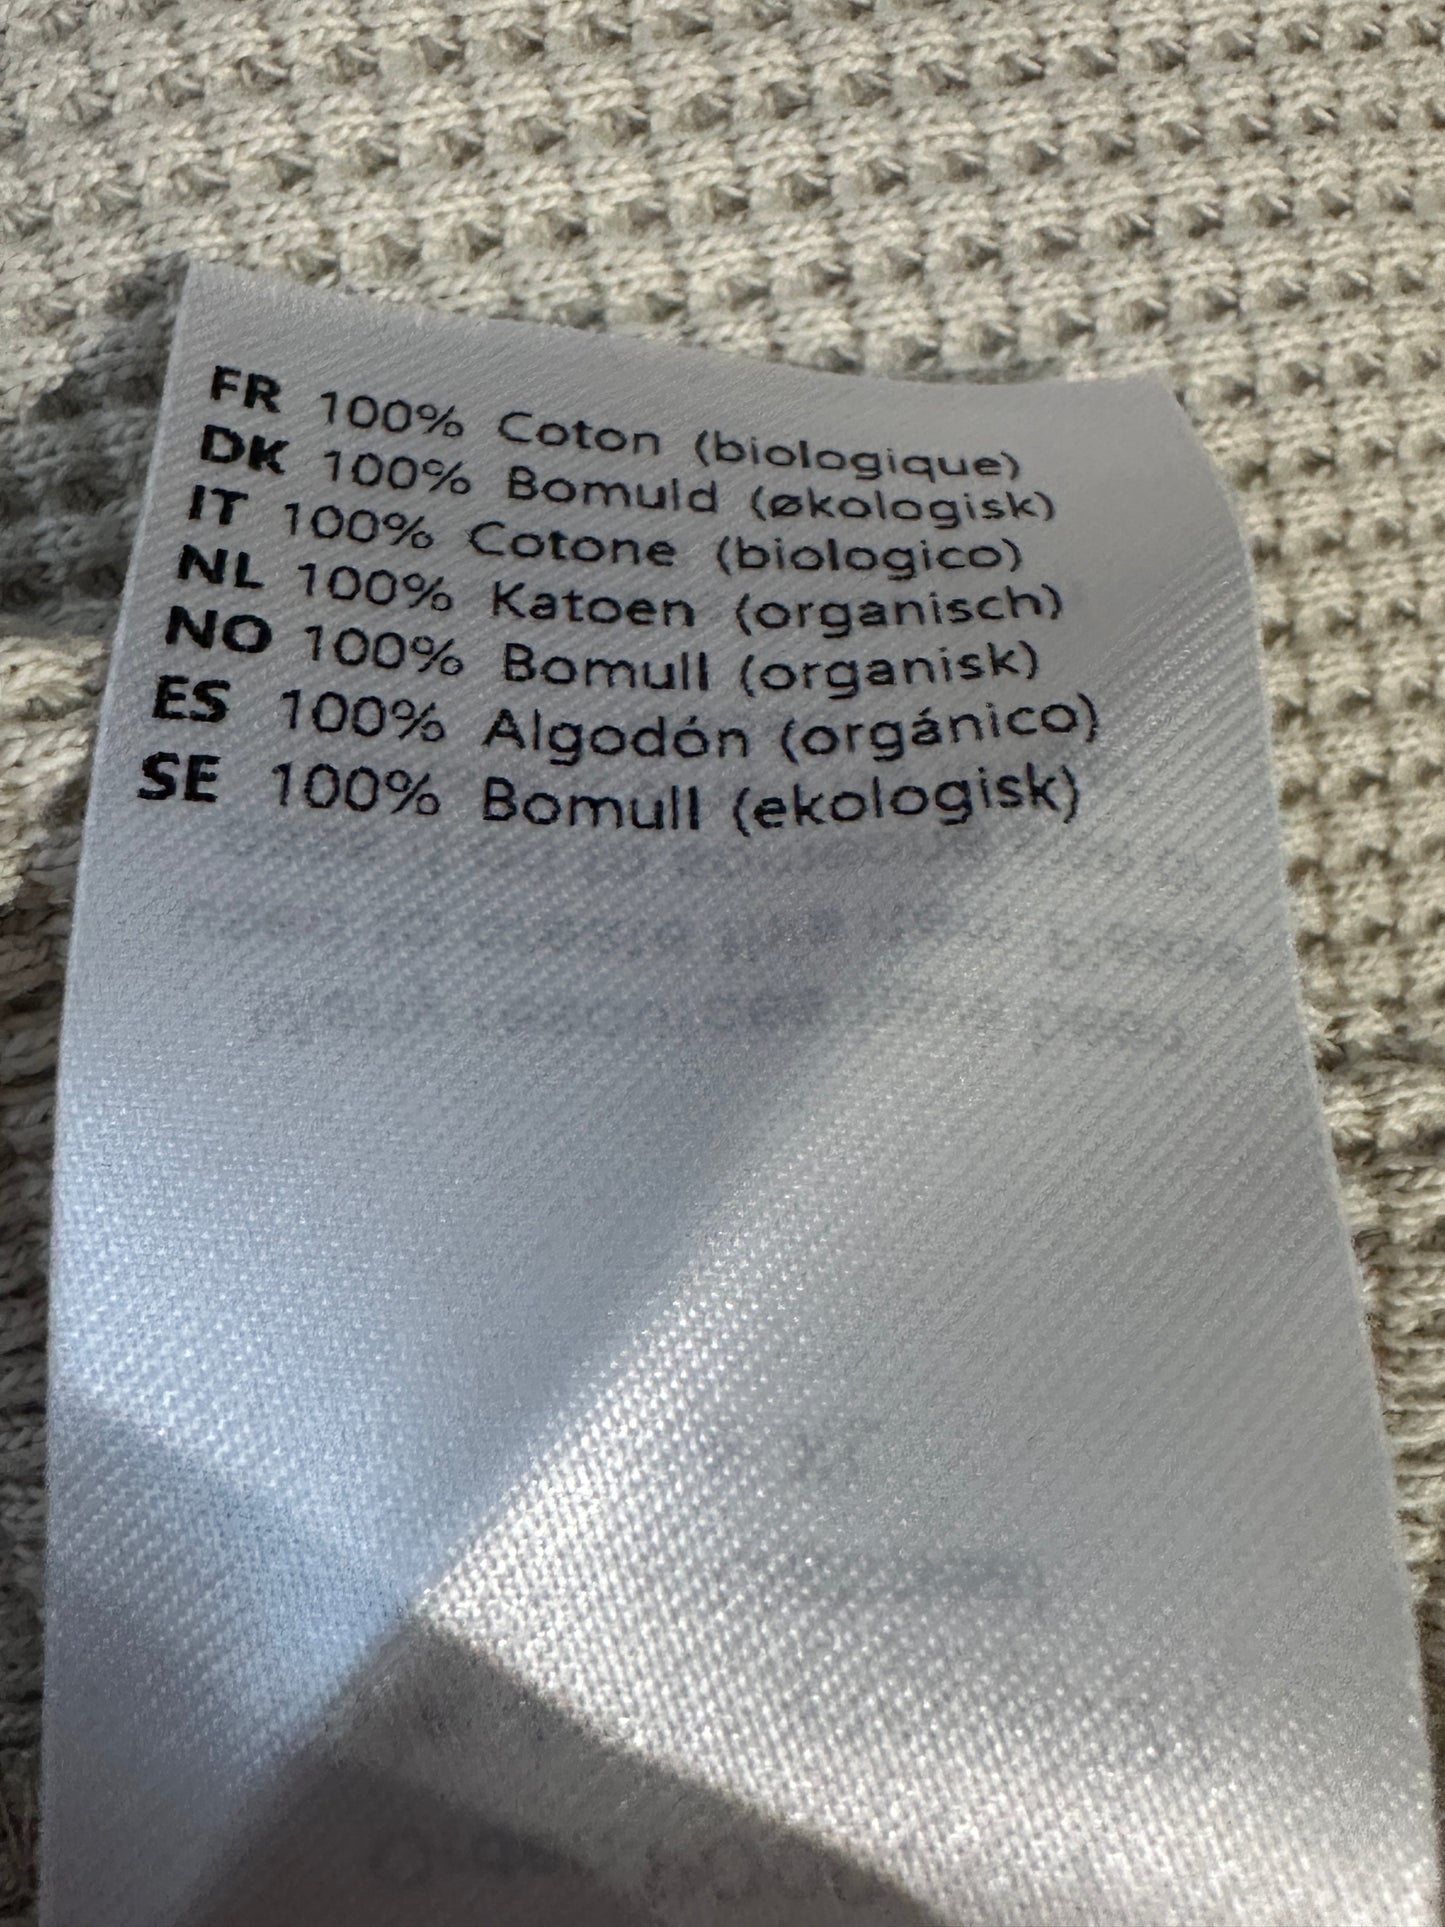 FR 100% Coton (biologique)
DK 100% Bomuld (økologisk)
IT 100% Cotone (biologico)
NL 100% Katoen (organisch)
NO 100% Bomull (organisk)
ES 100% Algodón (orgánico)
SE 100% Bomull (ekologisk)